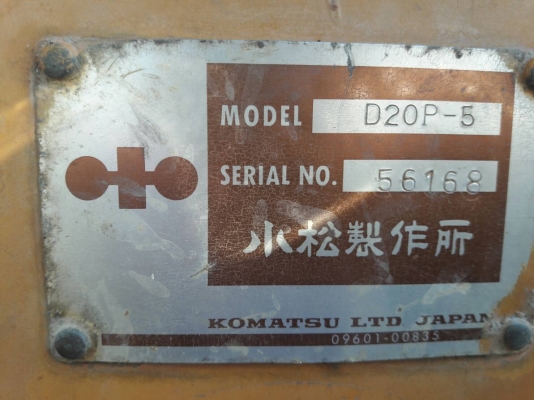 MODEL D20P-5
SERIAL NO. 56168
小松製作所
KOMATSU LTD JAPAN
09601-00835